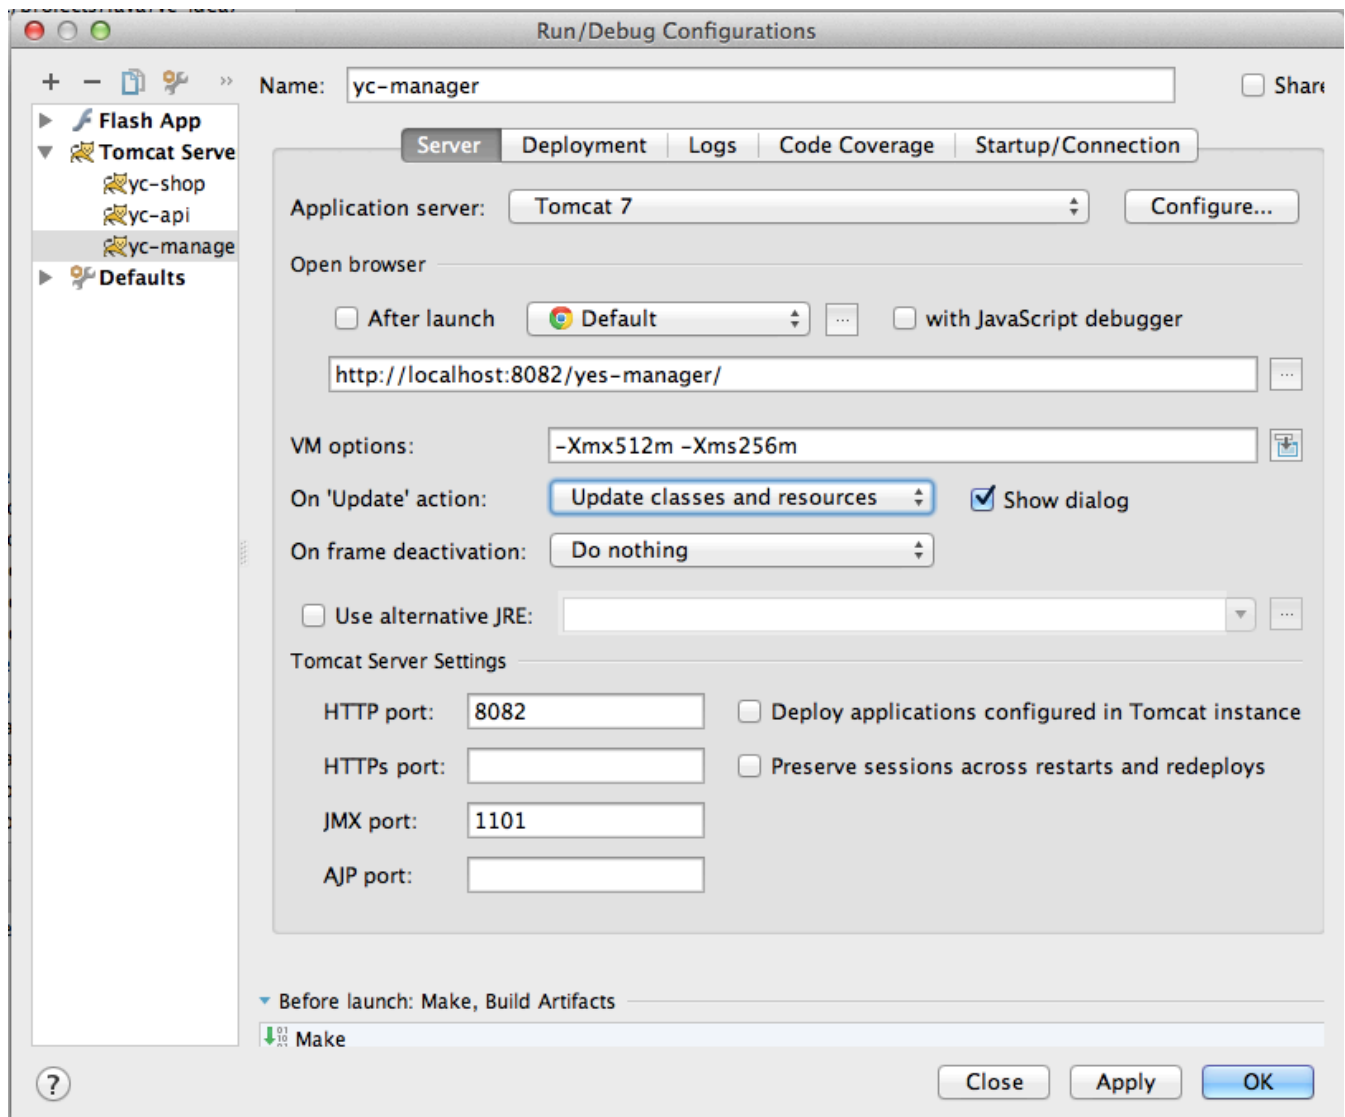 Run/Debug Configurations
Name: yc-manager Share
Flash App
Tomcat Serve
yc-shop
yc-api
yc-manage
Defaults
Server Deployment Logs Code Coverage Startup/Connection
Application server: Tomcat 7 Configure...
Open browser
After launch Default ... with JavaScript debugger
http://localhost:8082/yes-manager/ ...
VM options: -Xmx512m -Xms256m
On 'Update' action: Update classes and resources Show dialog
On frame deactivation: Do nothing
Use alternative JRE: ...
Tomcat Server Settings
HTTP port: 8082 Deploy applications configured in Tomcat instance
HTTPs port: Preserve sessions across restarts and redeploys
JMX port: 1101
AJP port:
Before launch: Make, Build Artifacts
Make
? Close Apply OK